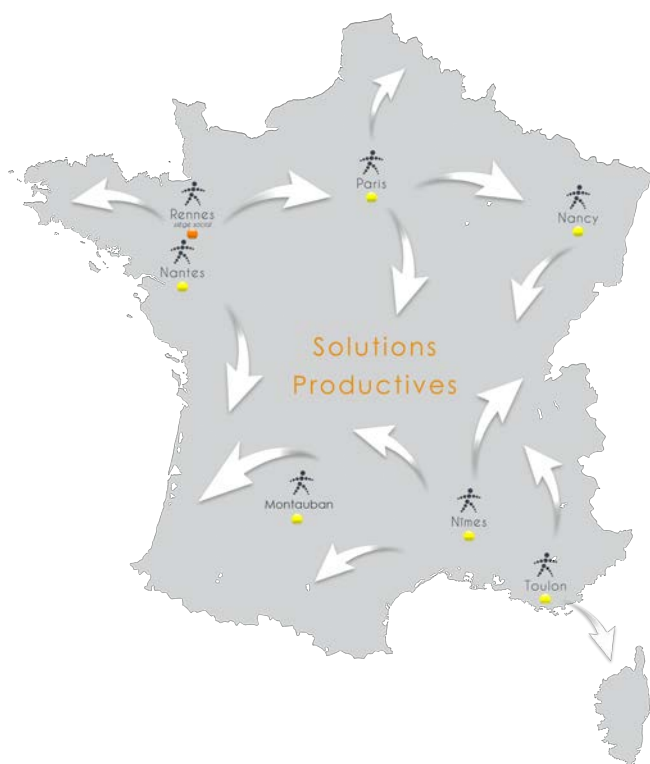 Paris
Rennes
siège social
Nancy
Nantes
Solutions
Productives
Montauban
Nîmes
Toulon